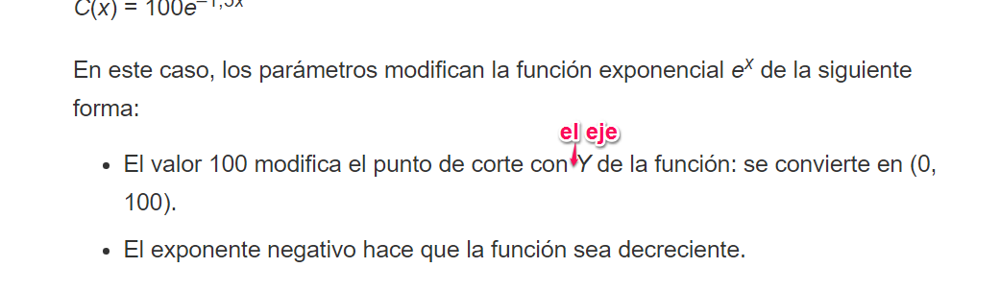 C(x) = 100e
En este caso, los parámetros modifican la función exponencial eˣ de la siguiente
forma:
el eje
• El valor 100 modifica el punto de corte con Y de la función: se convierte en (0,
100).
• El exponente negativo hace que la función sea decreciente.